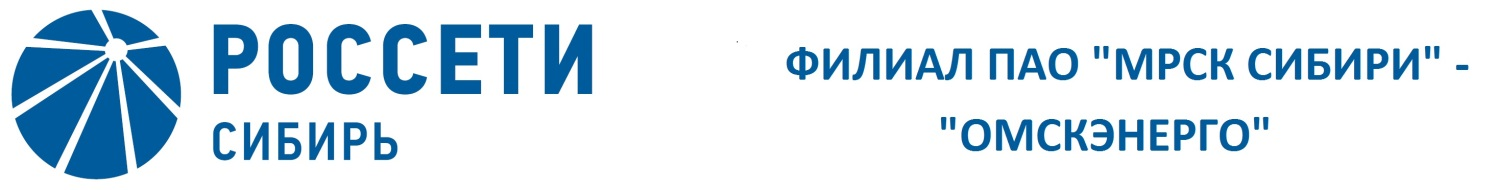 РОССЕТИ
СИБИРЬ
ФИЛИАЛ ПАО "МРСК СИБИРИ" -
"ОМСКЭНЕРГО"